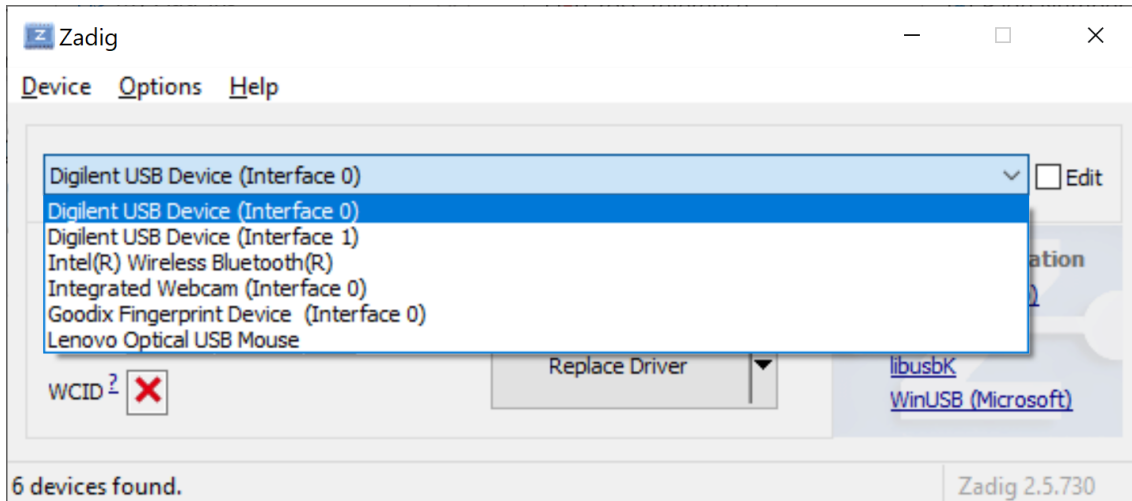 Zadig
Device Options Help
Digilent USB Device (Interface 0)
Edit
Digilent USB Device (Interface 0)
Digilent USB Device (Interface 1)
Intel(R) Wireless Bluetooth(R)
Integrated Webcam (Interface 0)
Goodix Fingerprint Device (Interface 0)
Lenovo Optical USB Mouse
WCID ?
Replace Driver
libusbK
WinUSB (Microsoft)
6 devices found.
Zadig 2.5.730